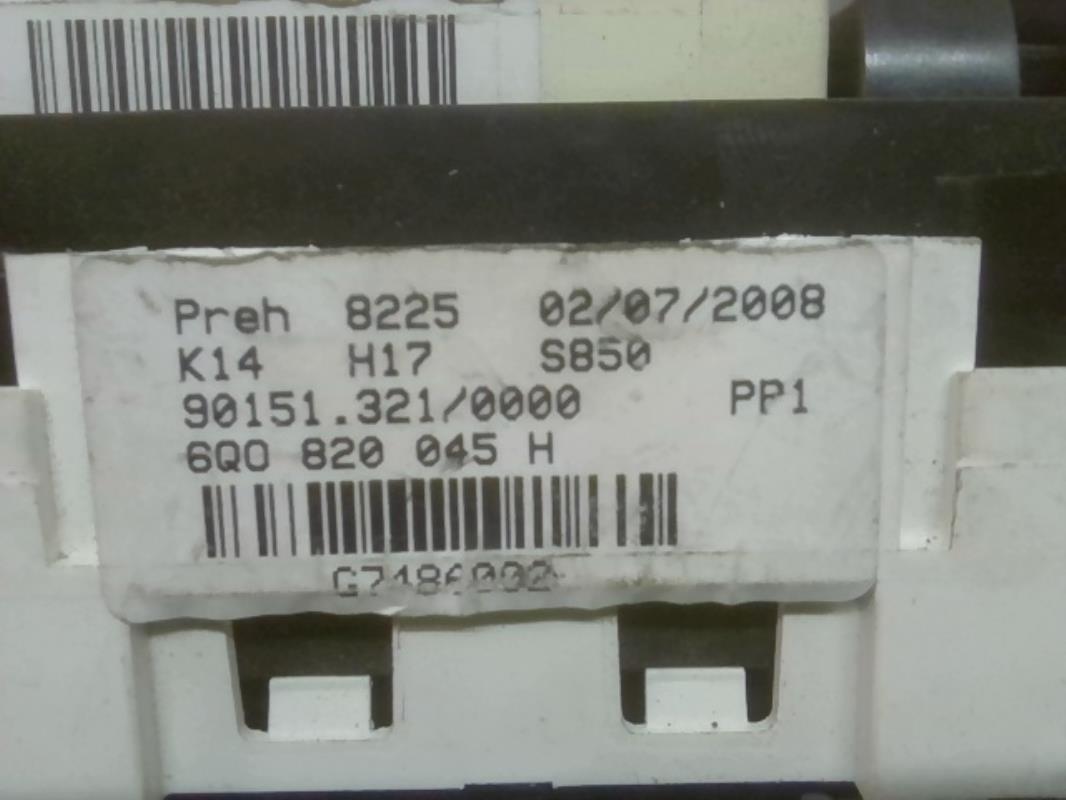 Preh 8225 02/07/2008
K14 H17 S850
90151.321/0000 PP1
6Q0 820 045 H